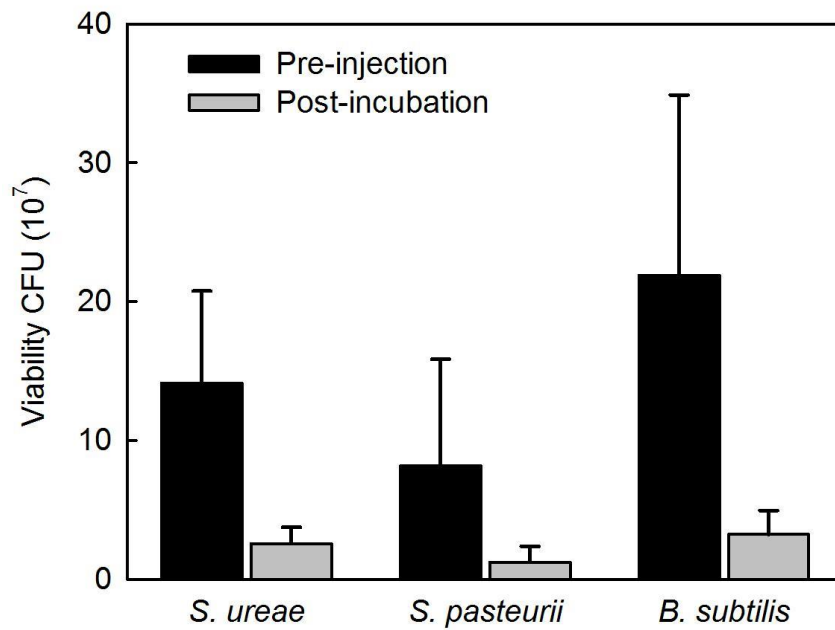 40
30
20
10
0
Viability CFU (10⁷)
Pre-injection
Post-incubation
S. ureae
S. pasteurii
B. subtilis